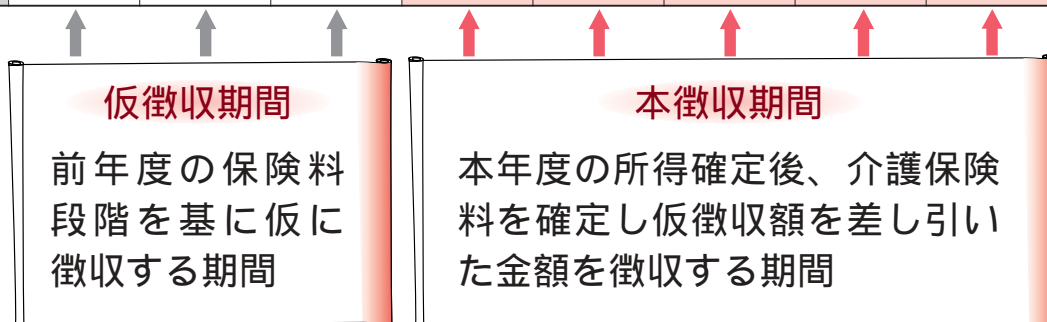 仮徴収期間
前年度の保険料
段階を基に仮に
徴収する期間
本徴収期間
本年度の所得確定後、介護保険
料を確定し仮徴収額を差し引い
た金額を徴収する期間